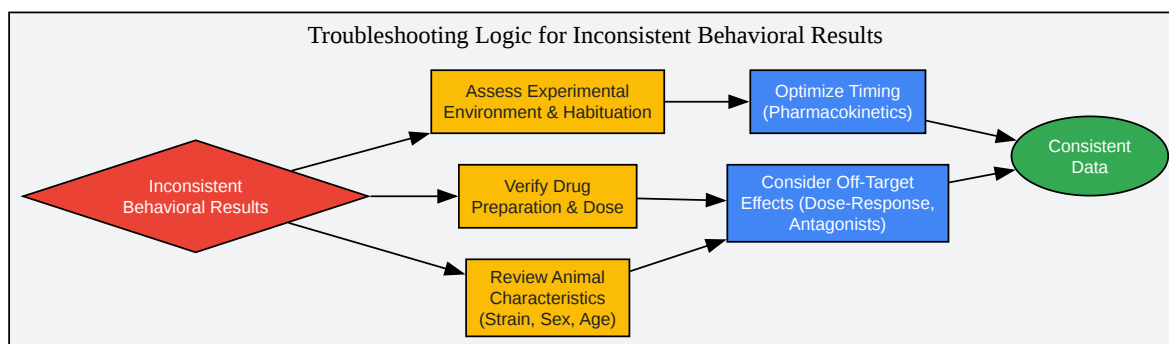 Troubleshooting Logic for Inconsistent Behavioral Results
Assess Experimental
Environment & Habituation
Optimize Timing
(Pharmacokinetics)
Consistent
Data
Inconsistent
Behavioral Results
Verify Drug
Preparation & Dose
Consider Off-Target
Effects (Dose-Response,
Antagonists)
Review Animal
Characteristics
(Strain, Sex, Age)